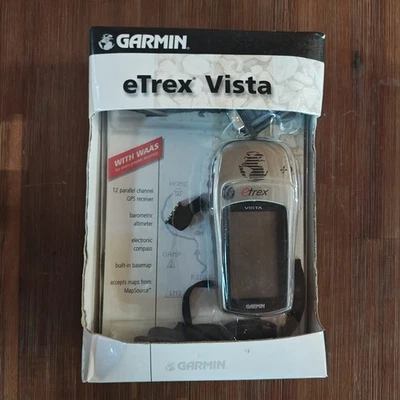 GARMIN
eTrex® Vista
WITH WAAS
12 parallel channel
GPS receiver
barometric
altimeter
electronic
compass
built-in basemap
accepts maps from
MapSource™
etrex
VISTA
GARMIN
GARMIN